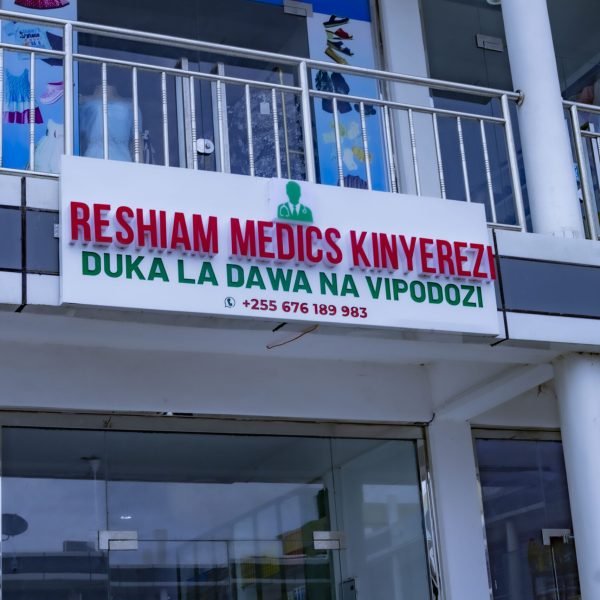 RESHIAM MEDICS KINYEREZI
DUKA LA DAWA NA VIPODOZI
+255 676 189 983